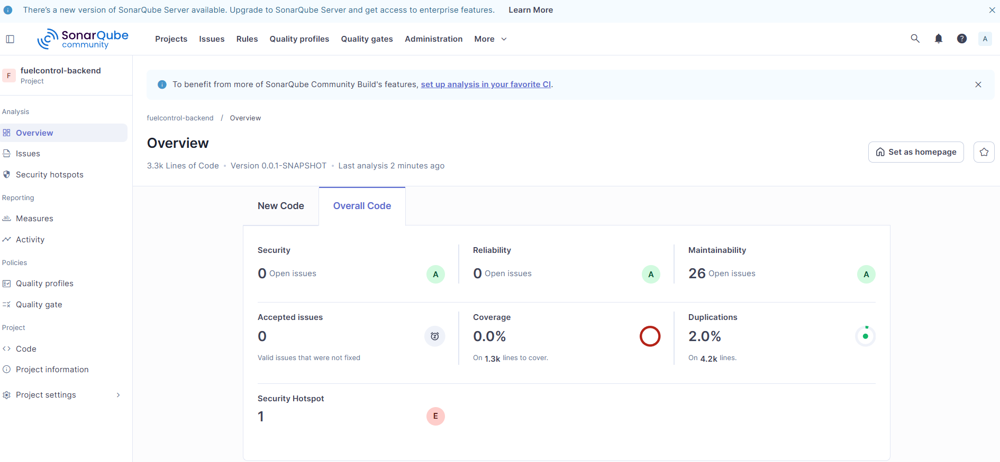 There's a new version of SonarQube Server available. Upgrade to SonarQube Server and get access to enterprise features. Learn More
SonarQube community
Projects Issues Rules Quality profiles Quality gates Administration More
A
F
fuelcontrol-backend
Project
Analysis
Overview
Issues
Security hotspots
Reporting
Measures
Activity
Policies
Quality profiles
Quality gate
Project
Code
Project information
Project settings
To benefit from more of SonarQube Community Build's features, set up analysis in your favorite CI.
fuelcontrol-backend / Overview
Overview
Set as homepage
3.3k Lines of Code • Version 0.0.1-SNAPSHOT • Last analysis 2 minutes ago
New Code
Overall Code
Security
0 Open issues
A
Reliability
0 Open issues
A
Maintainability
26 Open issues
A
Accepted issues
0
Valid issues that were not fixed
Coverage
0.0%
On 1.3k lines to cover.
Duplications
2.0%
On 4.2k lines.
Security Hotspot
1
E